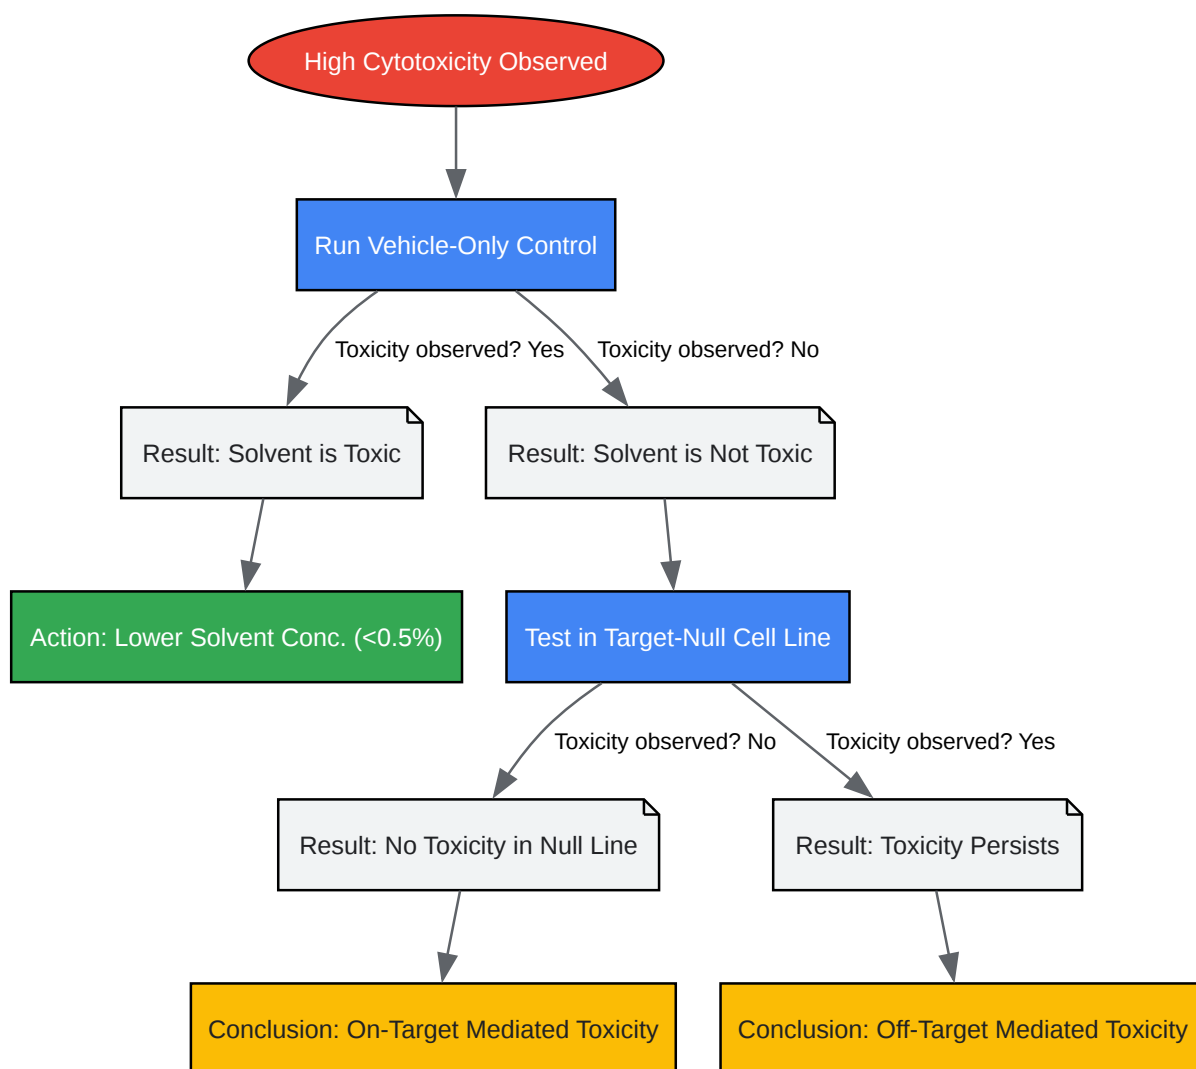 High Cytotoxicity Observed
Run Vehicle-Only Control
Toxicity observed? Yes
Toxicity observed? No
Result: Solvent is Toxic
Result: Solvent is Not Toxic
Action: Lower Solvent Conc. (<0.5%)
Test in Target-Null Cell Line
Toxicity observed? No
Toxicity observed? Yes
Result: No Toxicity in Null Line
Result: Toxicity Persists
Conclusion: On-Target Mediated Toxicity
Conclusion: Off-Target Mediated Toxicity